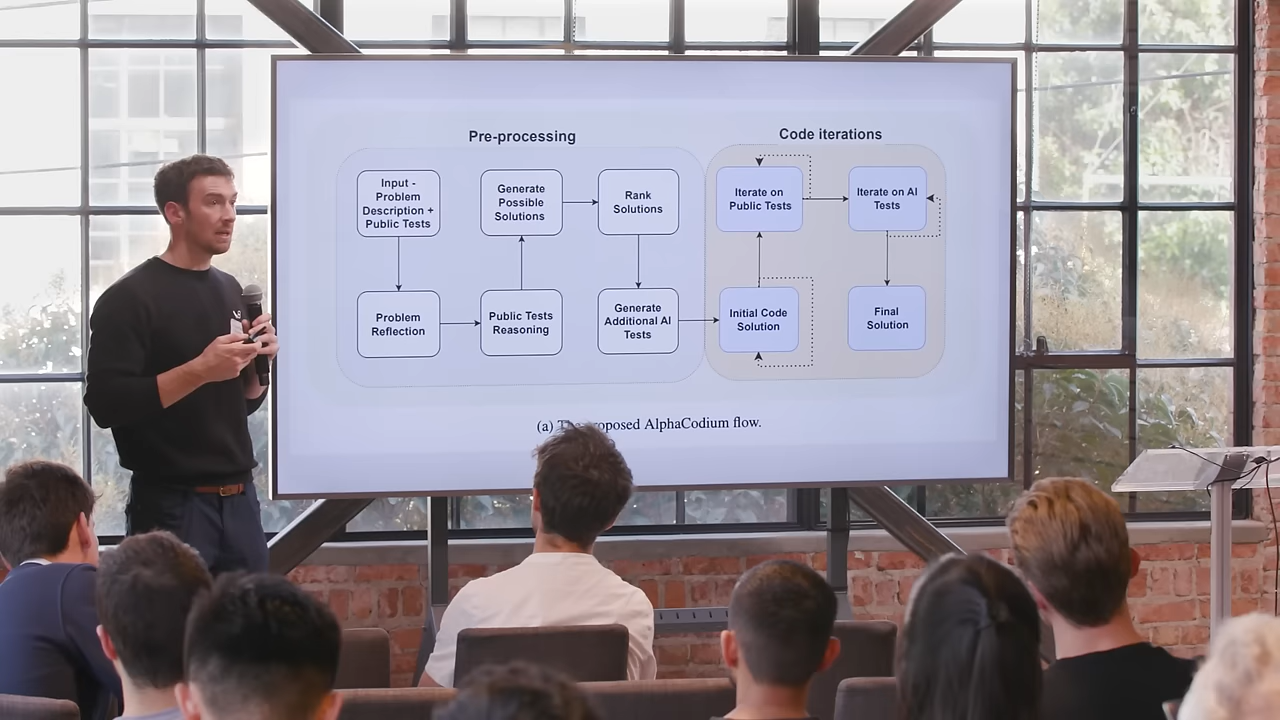 Pre-processing
Input -
Problem
Description +
Public Tests
Generate
Possible
Solutions
Rank
Solutions
Problem
Reflection
Public Tests
Reasoning
Generate
Additional AI
Tests
Code iterations
Iterate on
Public Tests
Iterate on AI
Tests
Initial Code
Solution
Final
Solution
(a) The proposed AlphaCodium flow.